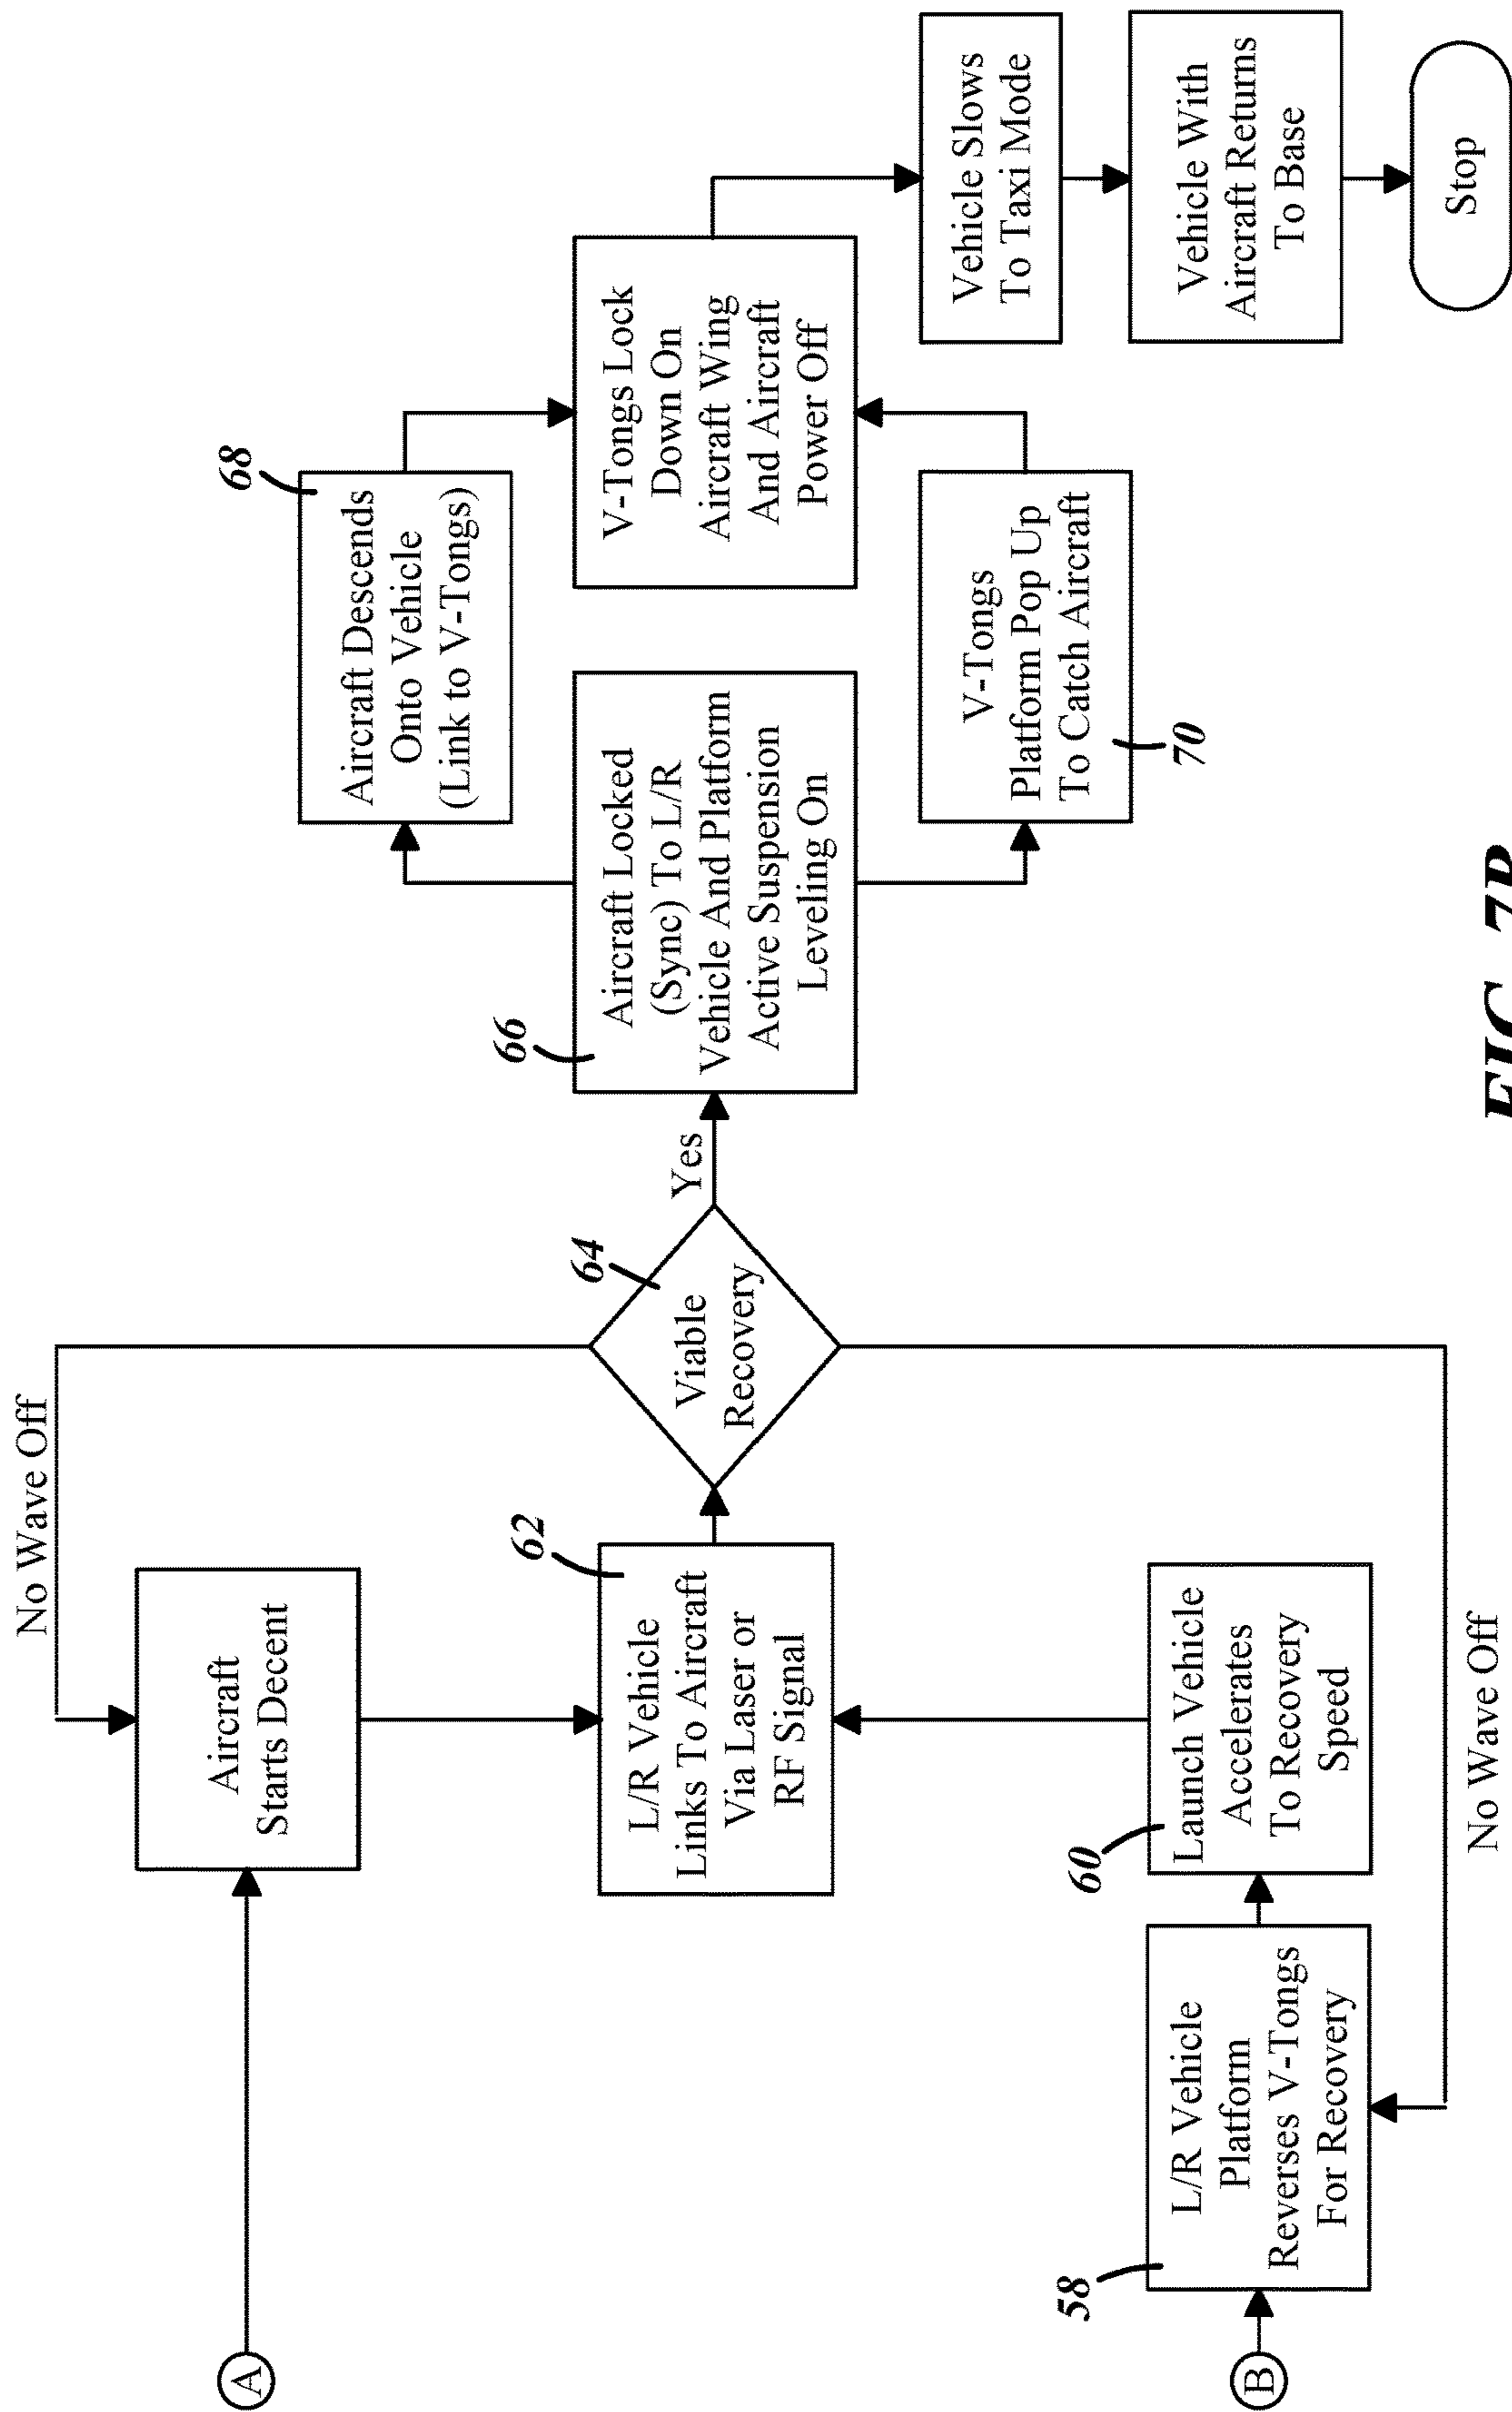 No Wave Off
A
Aircraft
Starts Decent
L/R Vehicle
Links To Aircraft
Via Laser or
RF Signal
62
B
58
L/R Vehicle
Platform
Reverses V-Tongs
For Recovery
60
Launch Vehicle
Accelerates
To Recovery
Speed
No Wave Off
64
Viable
Recovery
Yes
66
Aircraft Locked
(Sync) To L/R
Vehicle And Platform
Active Suspension
Leveling On
68
Aircraft Descends
Onto Vehicle
(Link to V-Tongs)
V-Tongs
Platform Pop Up
To Catch Aircraft
70
V-Tongs Lock
Down On
Aircraft Wing
And Aircraft
Power Off
Vehicle Slows
To Taxi Mode
Vehicle With
Aircraft Returns
To Base
Stop
FIG. 7B